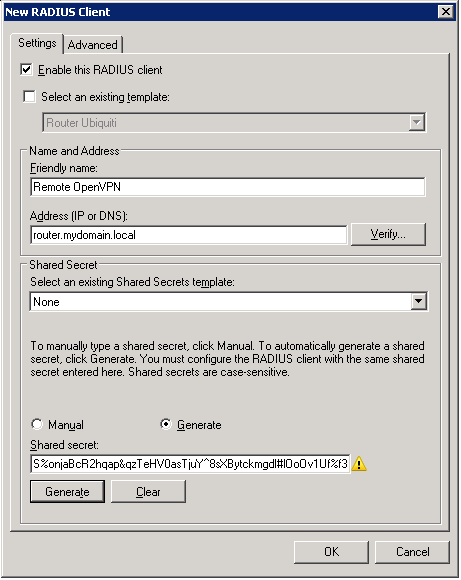 New RADIUS Client
Settings
Advanced
Enable this RADIUS client
Select an existing template:
Router Ubiquiti
Name and Address
Friendly name:
Remote OpenVPN
Address (IP or DNS):
router.mydomain.local
Verify...
Shared Secret
Select an existing Shared Secrets template:
None
To manually type a shared secret, click Manual. To automatically generate a shared
secret, click Generate. You must configure the RADIUS client with the same shared
secret entered here. Shared secrets are case-sensitive.
Manual
Generate
Shared secret:
S%onjaBcR2hqap&qzTeHV0asTjuY^8sXBytckmgdl#IOoOv1Uf%f3
Generate
Clear
OK
Cancel